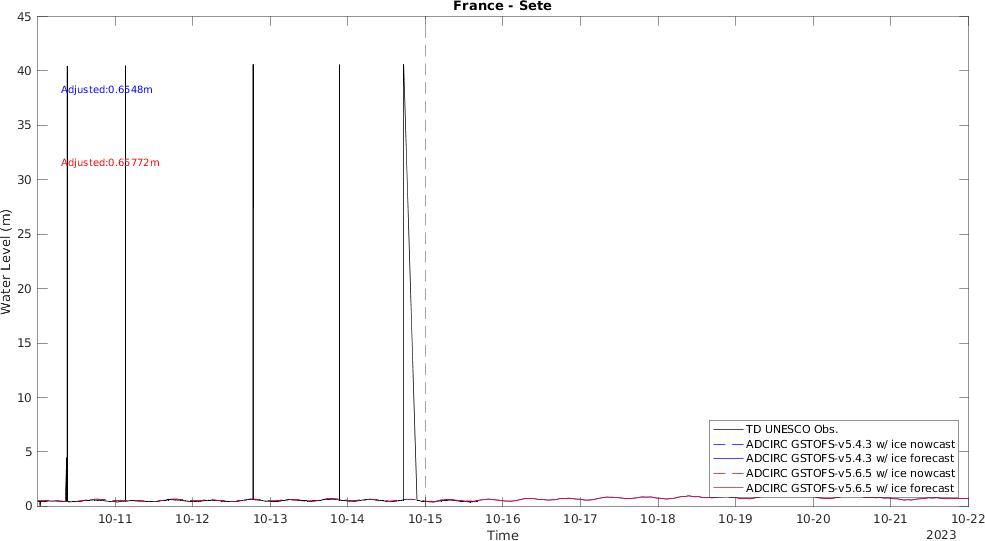 France - Sete
45
40
35
30
25
20
15
10
5
0
Water Level (m)
Adjusted:0.6548m
Adjusted:0.65772m
TD UNESCO Obs.
ADCIRC GSTOFS-v5.4.3 w/ ice nowcast
ADCIRC GSTOFS-v5.4.3 w/ ice forecast
ADCIRC GSTOFS-v5.6.5 w/ ice nowcast
ADCIRC GSTOFS-v5.6.5 w/ ice forecast
10-11 10-12 10-13 10-14 10-15 10-16 10-17 10-18 10-19 10-20 10-21 10-22
Time
2023